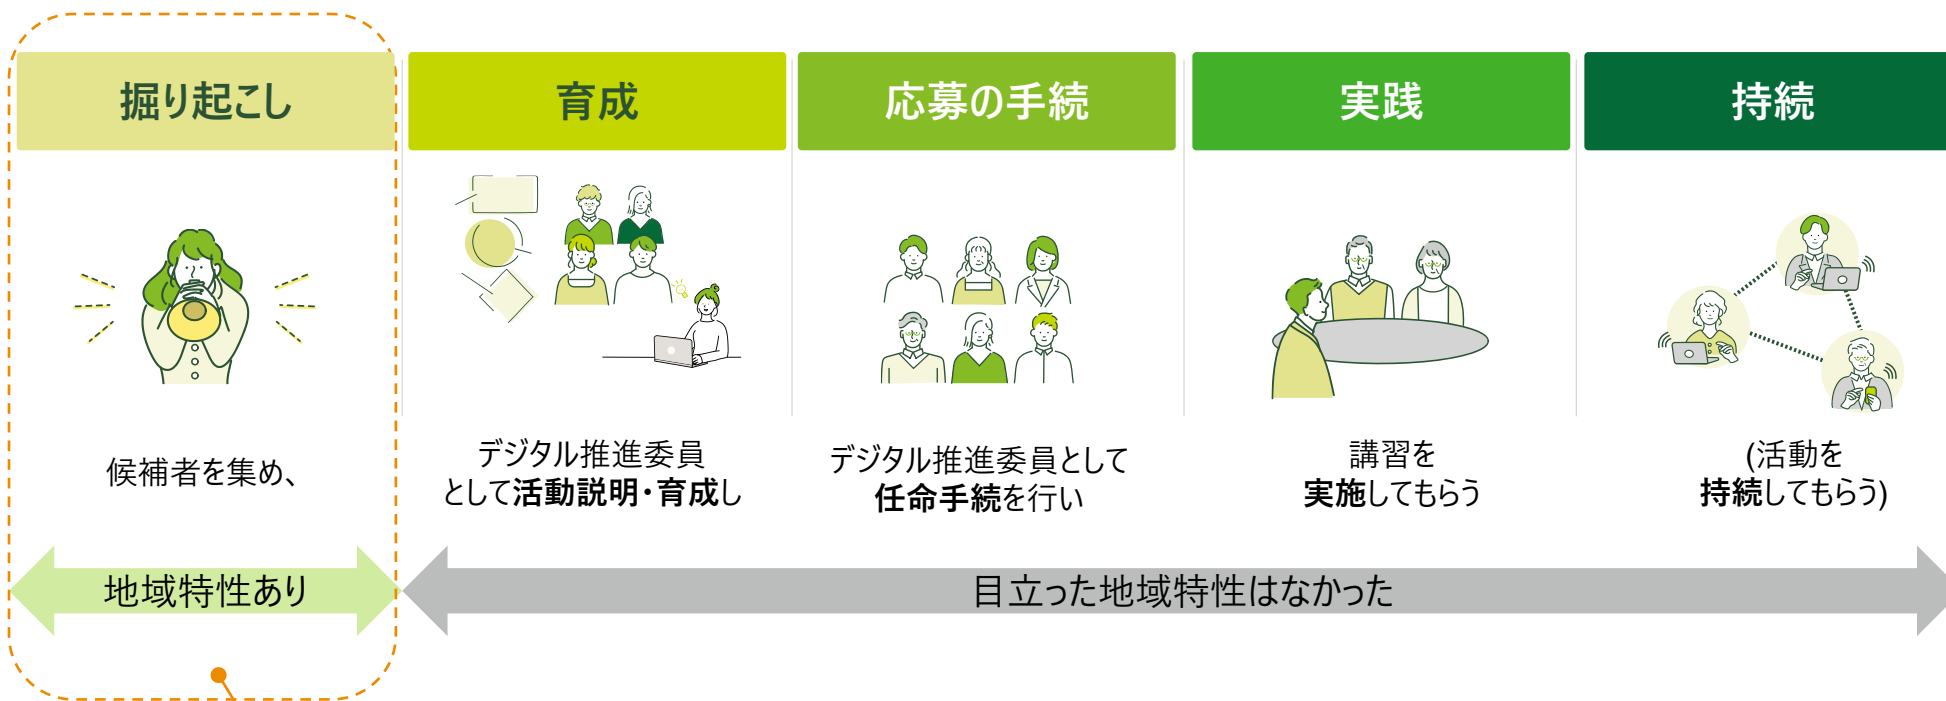 掘り起こし
育成
応募の手続
実践
持続
候補者を集め、
デジタル推進委員
として活動説明・育成し
デジタル推進委員として
任命手続を行い
講習を
実施してもらう
(活動を
持続してもらう)
地域特性あり
目立った地域特性はなかった